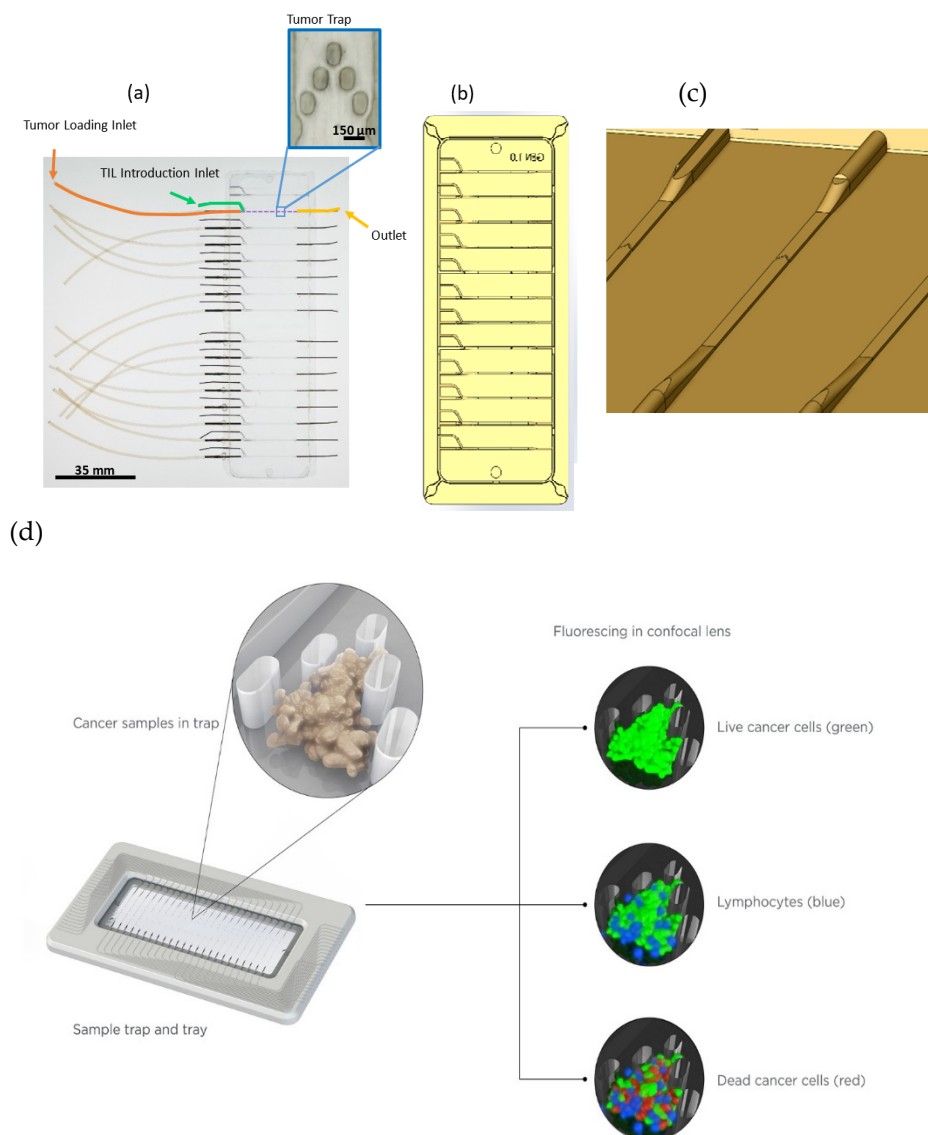 Tumor Trap
(a)
150 µm
Tumor Loading Inlet
TIL Introduction Inlet
Outlet
35 mm
(b)
GEN 1.0
(c)
(d)
Cancer samples in trap
Sample trap and tray
Fluorescing in confocal lens
Live cancer cells (green)
Lymphocytes (blue)
Dead cancer cells (red)